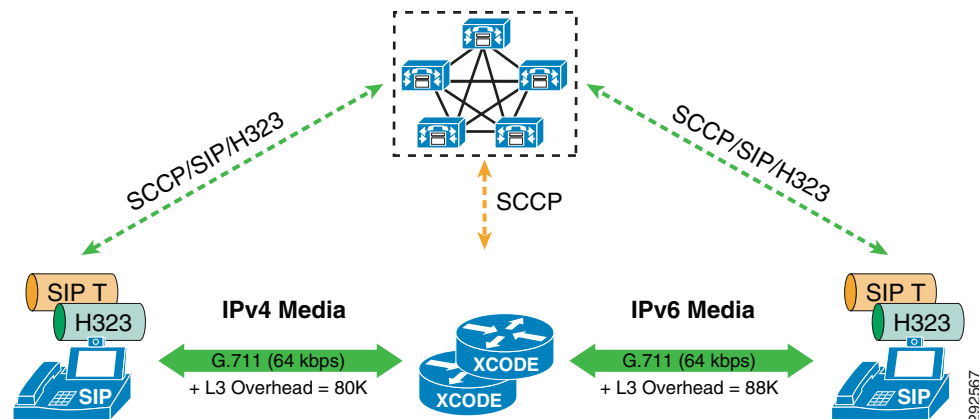 SCCP/SIP/H323
SCCP/SIP/H323
SCCP
SIP T
H323
SIP
IPv4 Media
G.711 (64 kbps)
+ L3 Overhead = 80K
XCODE
XCODE
IPv6 Media
G.711 (64 kbps)
+ L3 Overhead = 88K
SIP T
H323
SIP